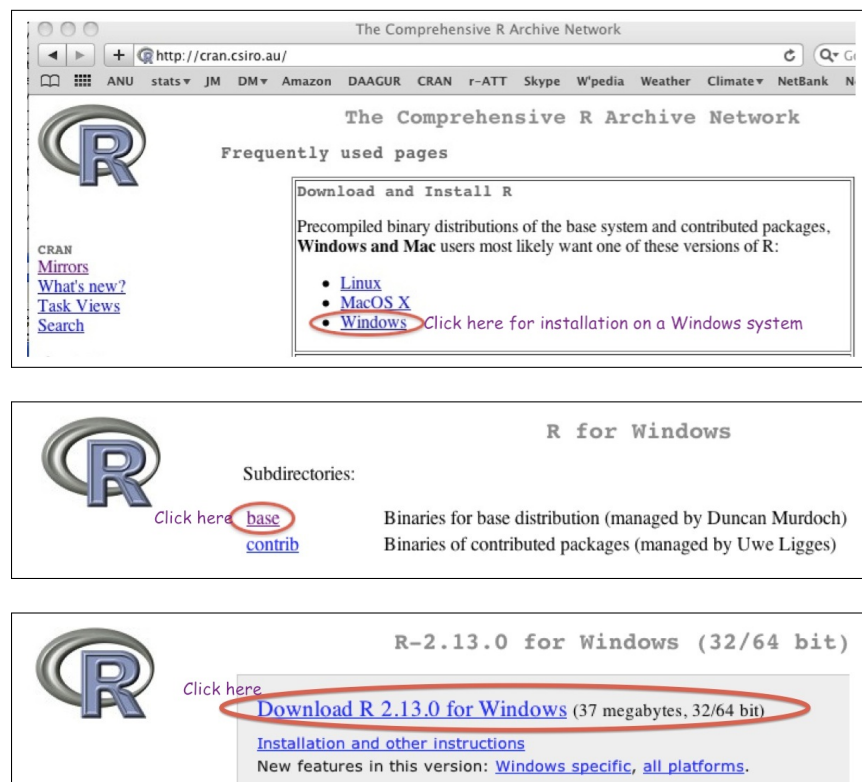 The Comprehensive R Archive Network
http://cran.csiro.au/
ANU stats JM DM Amazon DAAGUR CRAN r-ATT Skype W'pedia Weather Climate NetBank N
R
The Comprehensive R Archive Network
Frequently used pages
Download and Install R
Precompiled binary distributions of the base system and contributed packages,
Windows and Mac users most likely want one of these versions of R:
• Linux
• MacOS X
• Windows Click here for installation on a Windows system
CRAN
Mirrors
What's new?
Task Views
Search
R
R for Windows
Subdirectories:
Click here base Binaries for base distribution (managed by Duncan Murdoch)
contrib Binaries of contributed packages (managed by Uwe Ligges)
R
R-2.13.0 for Windows (32/64 bit)
Click here
Download R 2.13.0 for Windows (37 megabytes, 32/64 bit)
Installation and other instructions
New features in this version: Windows specific, all platforms.